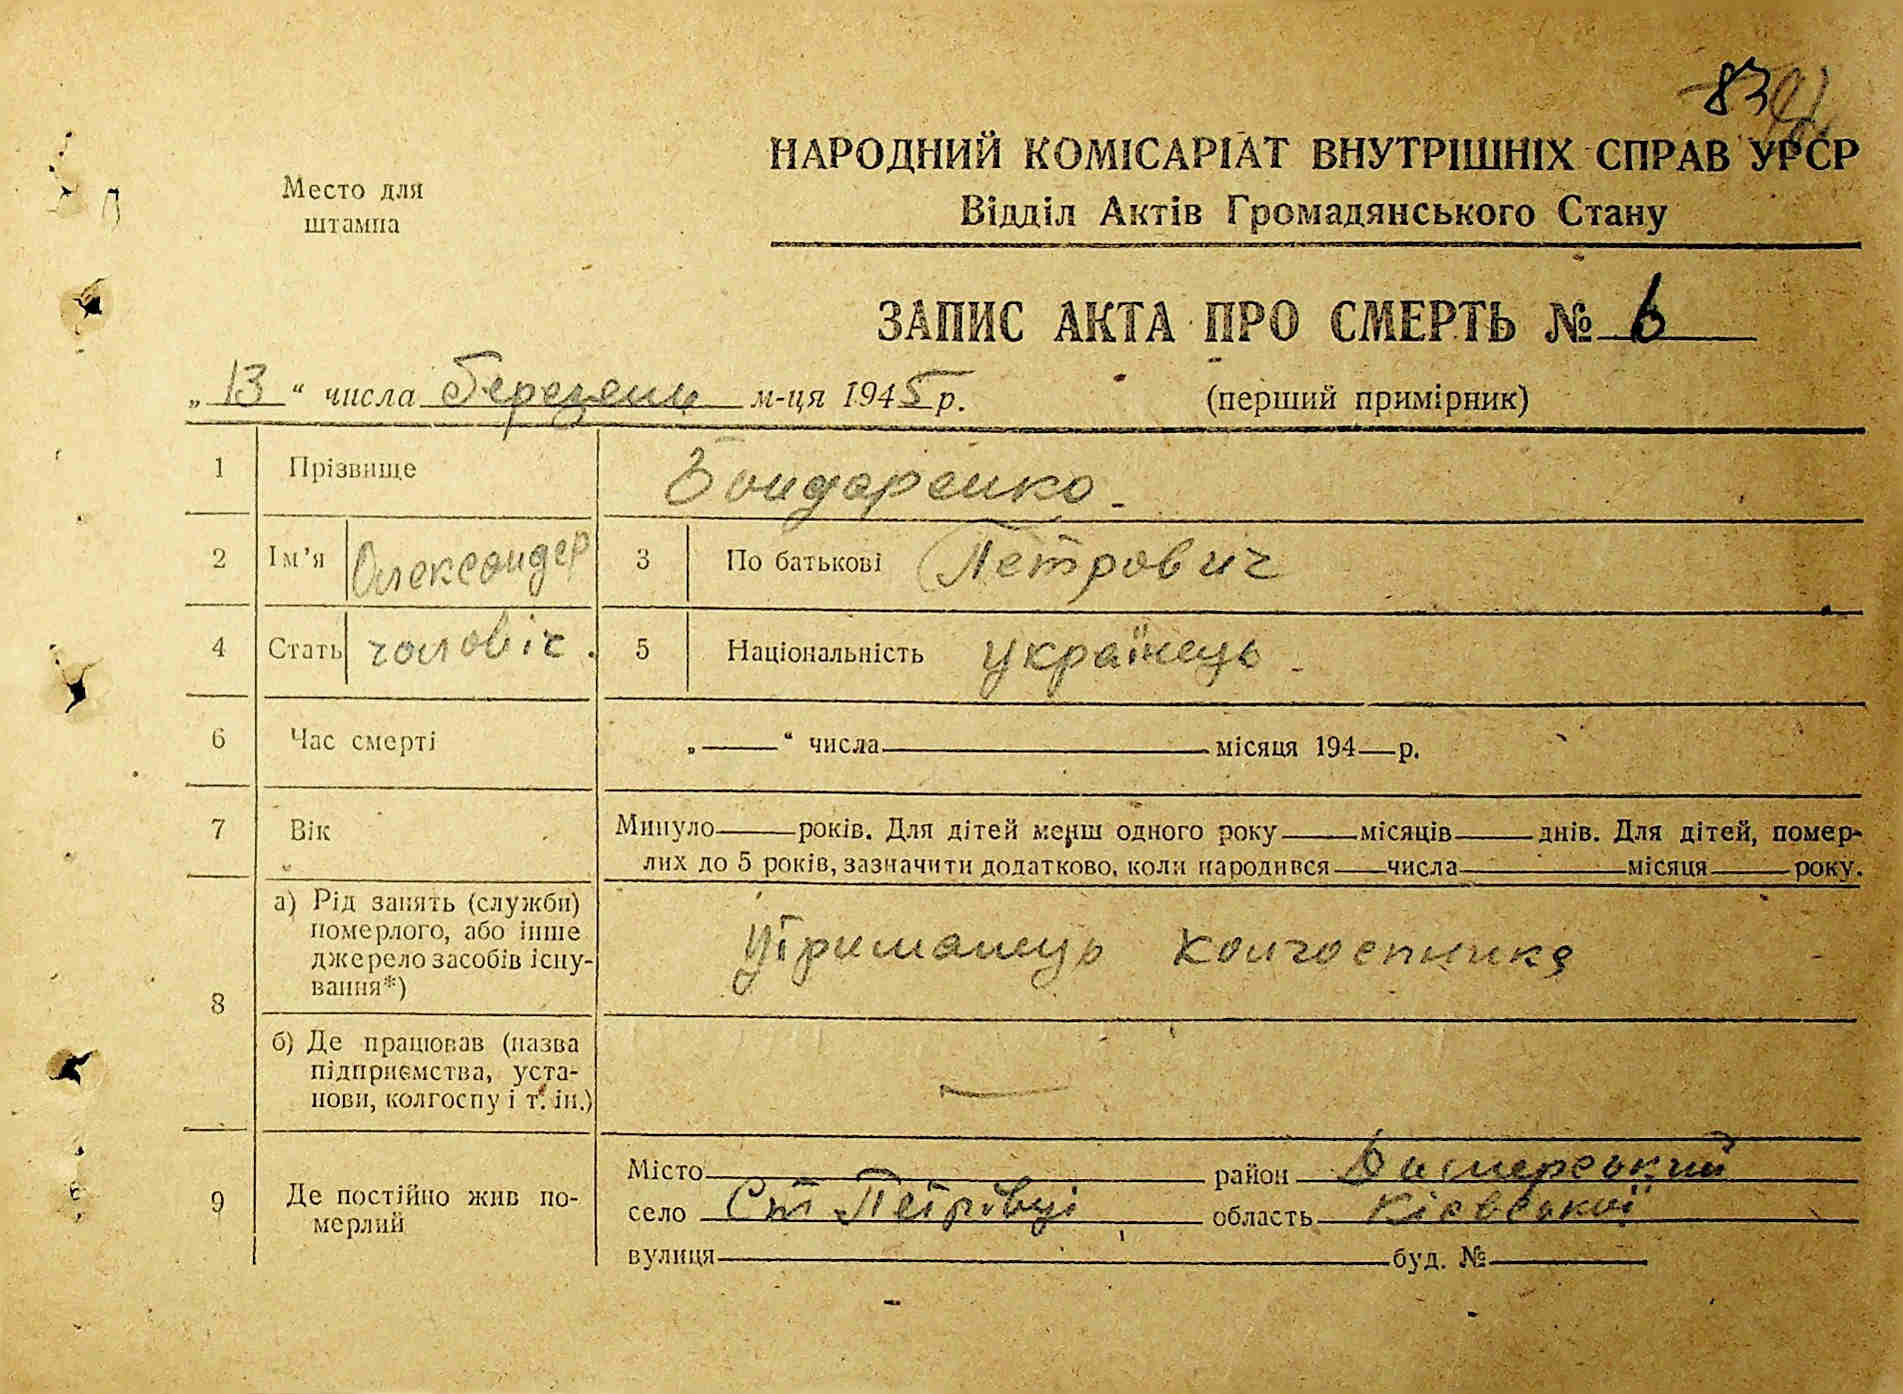 83
НАРОДНИЙ КОМІСАРІАТ ВНУТРІШНІХ СПРАВ УРСР
Место для
штампа
Відділ Актів Громадянського Стану
ЗАПИС АКТА ПРО СМЕРТЬ № 6
„ 13 “ числа березень м-ця 1945 р. (перший примірник)
1 Прізвище Бондаренко
2 Ім’я Олександер 3 По батькові Петрович
4 Стать чоловіч. 5 Національність українець
6 Час смерті „ — “ числа — місяця 194— р.
7 Вік Минуло — років. Для дітей менш одного року — місяців — днів. Для дітей, помер-
лих до 5 років, зазначити додатково, коли народився — числа — місяця — року.
8 а) Рід занять (служби)
померлого, або інше
джерело засобів існу-
вання*)
Утриманець колгоспника
б) Де працював (назва
підприємства, уста-
нови, колгоспу і т. ін.)
—
9 Де постійно жив по-
мерлий
Місто район Димерський
село Ст Петрівці область Кієвської
вулиця буд. №